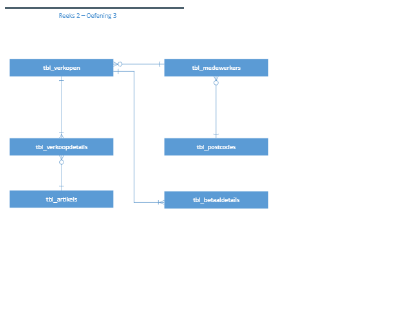 Reeks 2 – Oefening 3
tbl_verkopen
tbl_medewerkers
tbl_verkoopdetails
tbl_postcodes
tbl_artikels
tbl_betaaldetails